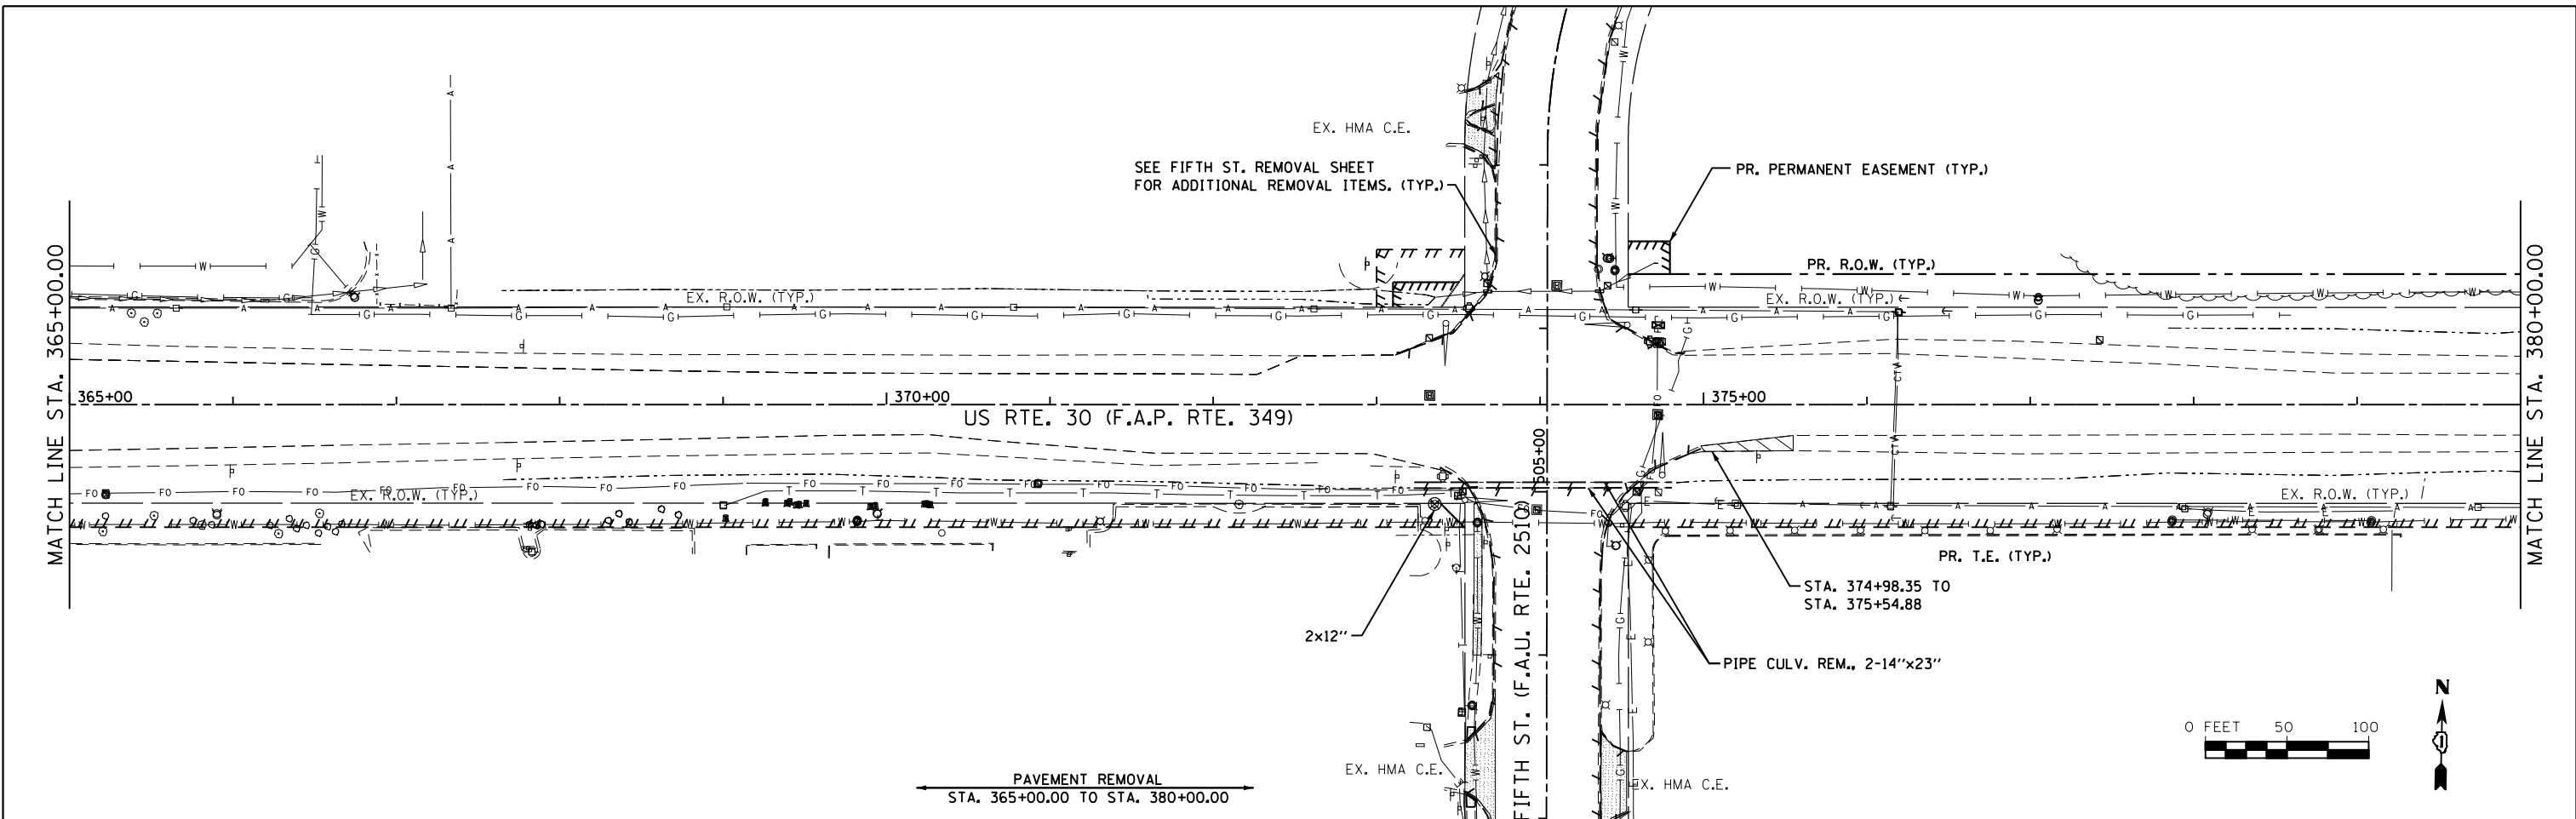 EX. HMA C.E.
SEE FIFTH ST. REMOVAL SHEET
FOR ADDITIONAL REMOVAL ITEMS. (TYP.)
PR. PERMANENT EASEMENT (TYP.)
MATCH LINE STA. 365+00.00
MATCH LINE STA. 380+00.00
PR. R.O.W. (TYP.)
EX. R.O.W. (TYP.)
EX. R.O.W. (TYP.)
365+00
370+00
375+00
US RTE. 30 (F.A.P. RTE. 349)
505+00
EX. R.O.W. (TYP.)
EX. R.O.W. (TYP.)
FIFTH ST. (F.A.U. RTE. 2510)
PR. T.E. (TYP.)
STA. 374+98.35 TO
STA. 375+54.88
2x12"
PIPE CULV. REM., 2-14"x23"
EX. HMA C.E.
EX. HMA C.E.
PAVEMENT REMOVAL
STA. 365+00.00 TO STA. 380+00.00
N
0 FEET 50 100